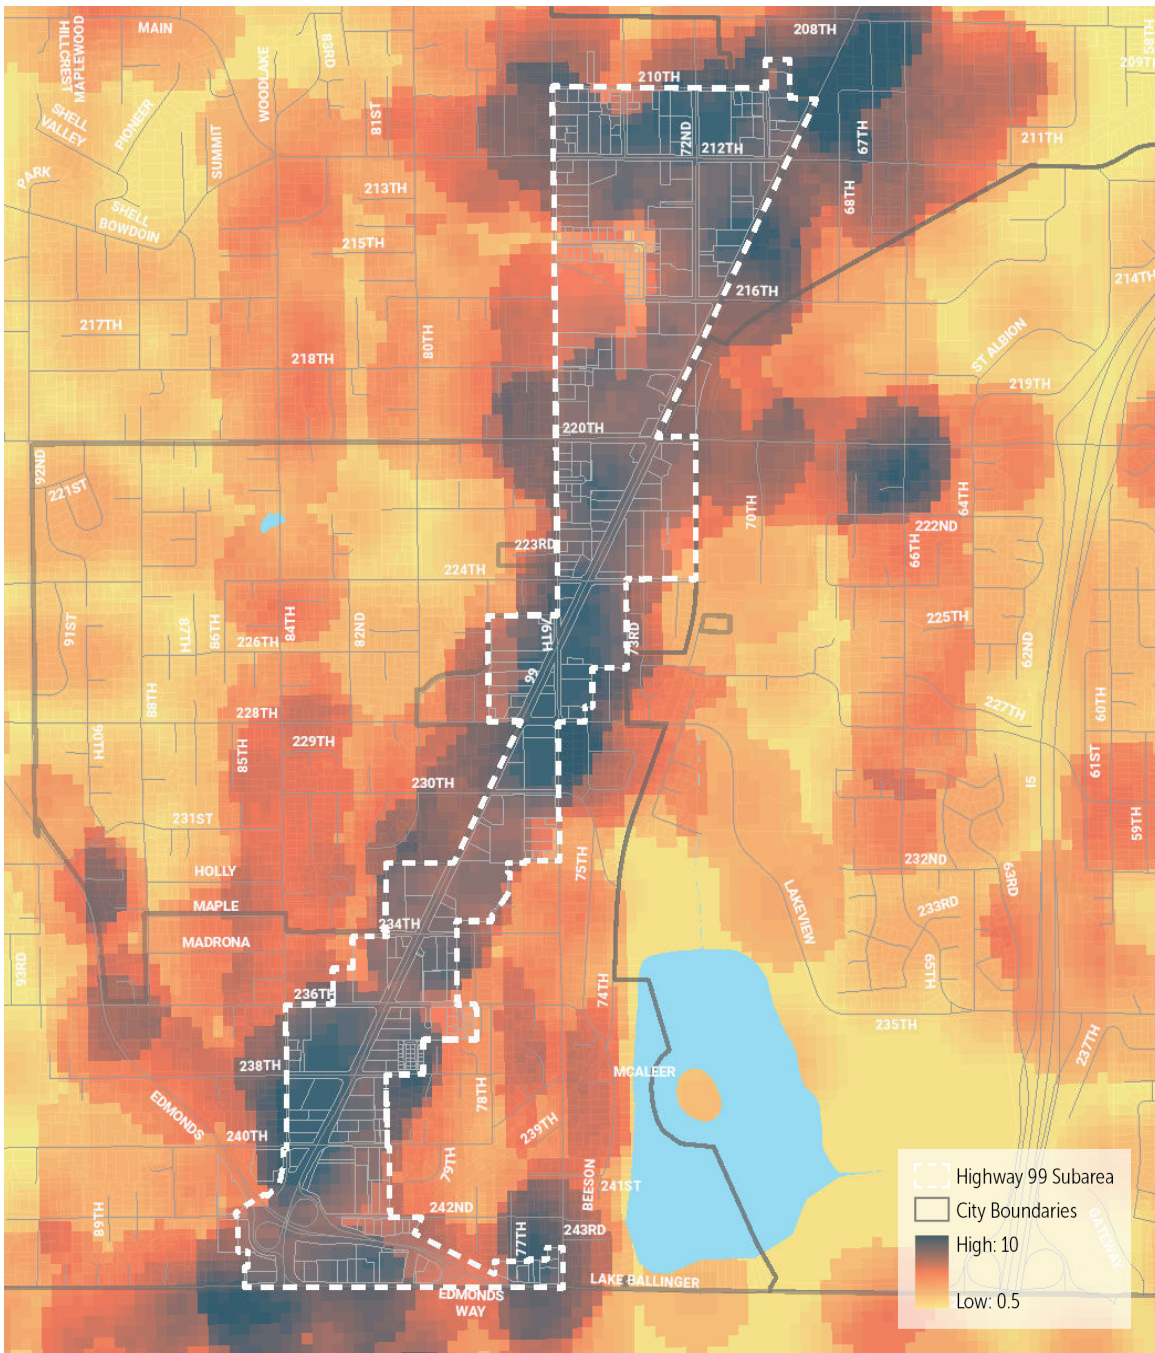 MAIN
HILLCREST
MAPLEWOOD
WOODLAKE
83RD
208TH
58TH
209TH
210TH
SHELL
VALLEY
PIONEER
SUMMIT
81ST
72ND
67TH
211TH
212TH
PARK
213TH
68TH
SHELL
BOWDOIN
215TH
214TH
216TH
217TH
80TH
218TH
ST ALBION
219TH
220TH
92ND
221ST
70TH
64TH
222ND
223RD
66TH
224TH
91ST
87TH
86TH
84TH
82ND
226TH
76TH
73RD
225TH
62ND
99
88TH
228TH
227TH
60TH
90TH
85TH
229TH
61ST
230TH
I5
231ST
59TH
75TH
232ND
HOLLY
63RD
MAPLE
LAKEVIEW
233RD
234TH
MADRONA
93RD
65TH
236TH
74TH
235TH
237TH
238TH
MCALEER
78TH
EDMONDS
239TH
240TH
79TH
BEESON
241ST
Highway 99 Subarea
89TH
242ND
77TH
243RD
City Boundaries
GATEWAY
High: 10
LAKE BALLINGER
EDMONDS
WAY
Low: 0.5